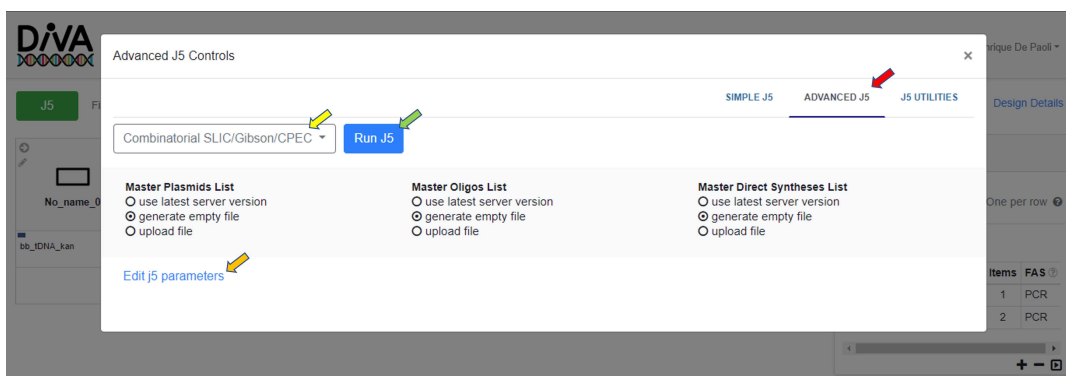 DiVA
Advanced J5 Controls
×
nrique De Paoli
J5
Fi
SIMPLE J5 ADVANCED J5 J5 UTILITIES
Design Details
Combinatorial SLIC/Gibson/CPEC
Run J5
Master Plasmids List
use latest server version
generate empty file
upload file
Master Oligos List
use latest server version
generate empty file
upload file
Master Direct Syntheses List
use latest server version
generate empty file
upload file
No_name_0
One per row
bb_tDNA_kan
Edit j5 parameters
Items FAS
1 PCR
2 PCR